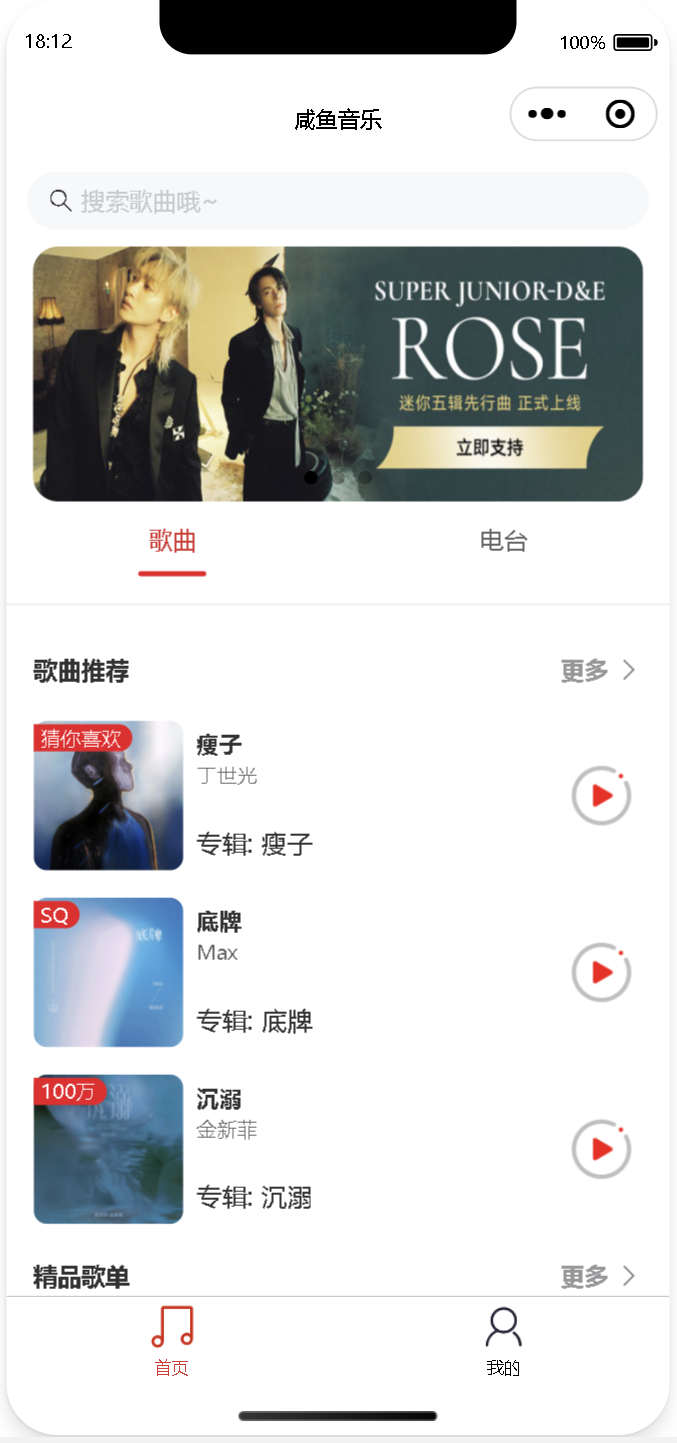 18:12
100%
咸鱼音乐
搜索歌曲哦~
SUPER JUNIOR-D&E
ROSE
迷你五辑先行曲 正式上线
立即支持
歌曲
电台
歌曲推荐
更多
猜你喜欢
瘦子
丁世光
专辑: 瘦子
SQ
底牌
底牌
Max
专辑: 底牌
100万
沉溺
沉溺
金新菲
专辑: 沉溺
精品歌单
更多
首页
我的